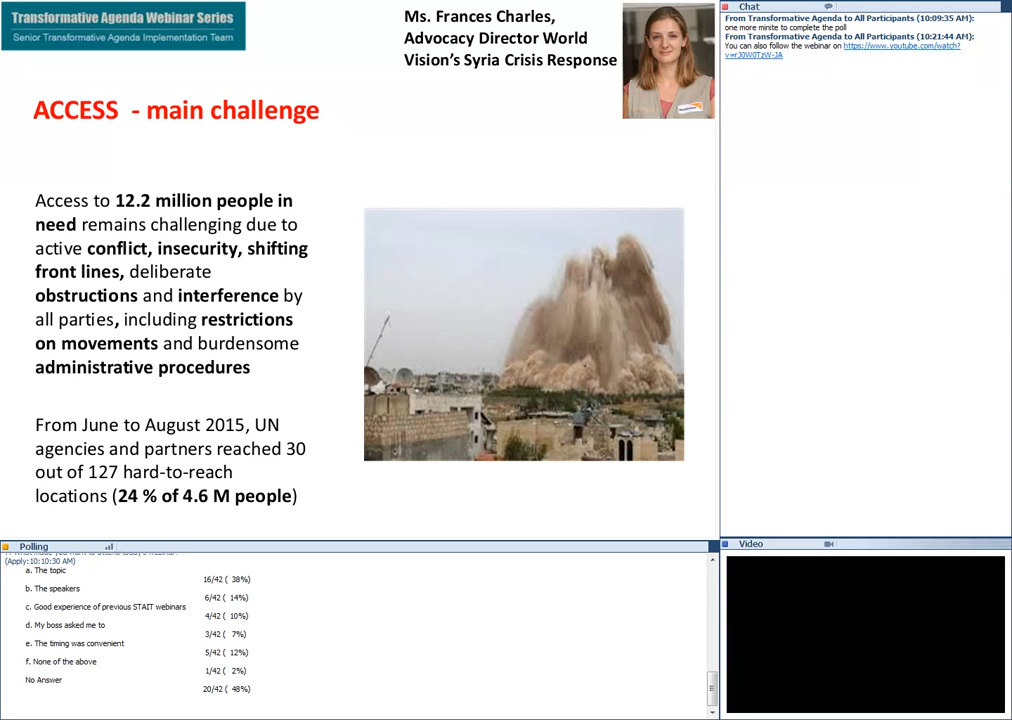 Transformative Agenda Webinar Series
Senior Transformative Agenda Implementation Team
Ms. Frances Charles,
Advocacy Director World
Vision's Syria Crisis Response
ACCESS - main challenge
Access to 12.2 million people in
need remains challenging due to
active conflict, insecurity, shifting
front lines, deliberate
obstructions and interference by
all parties, including restrictions
on movements and burdensome
administrative procedures
From June to August 2015, UN
agencies and partners reached 30
out of 127 hard-to-reach
locations (24 % of 4.6 M people)
Chat
From Transformative Agenda to All Participants (10:09:35 AM):
one more minite to complete the poll
From Transformative Agenda to All Participants (10:21:44 AM):
You can also follow the webinar on https://www.youtube.com/watch?
v=rJ0W0TzW-JA
Polling
(Apply:10:10:30 AM)
a. The topic
16/42 ( 38%)
b. The speakers
6/42 ( 14%)
c. Good experience of previous STAIT webinars
4/42 ( 10%)
d. My boss asked me to
3/42 ( 7%)
e. The timing was convenient
5/42 ( 12%)
f. None of the above
1/42 ( 2%)
No Answer
20/42 ( 48%)
Video